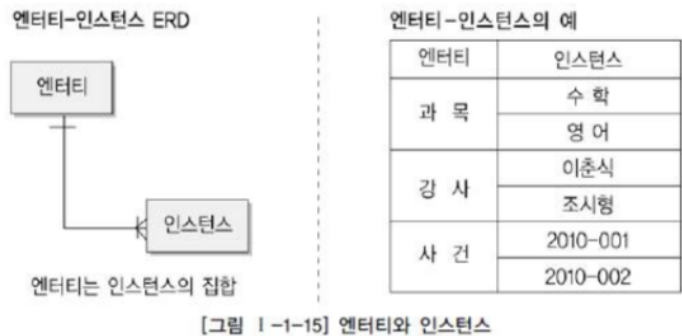 엔터티-인스턴스 ERD
엔터티
인스턴스
엔터티는 인스턴스의 집합
엔터티-인스턴스의 예
엔터티 인스턴스
과 목
수 학
영 어
강 사
이춘식
조시형
사 건
2010-001
2010-002
[그림 Ⅰ-1-15] 엔터티와 인스턴스